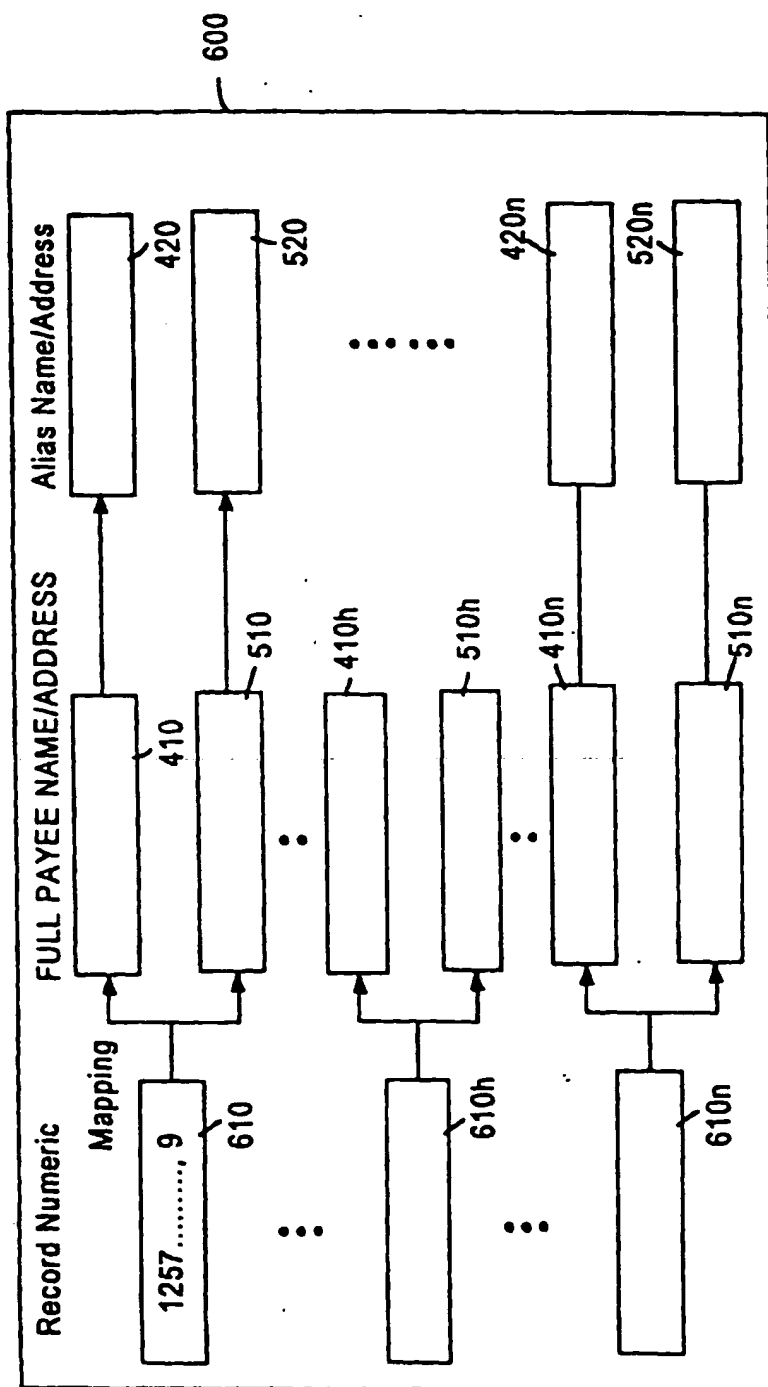 600
Record Numeric
Mapping
FULL PAYEE NAME/ADDRESS
Alias Name/Address
1257.........., 9
610
410
420
510
520
410h
610h
510h
410n
420n
610n
510n
520n